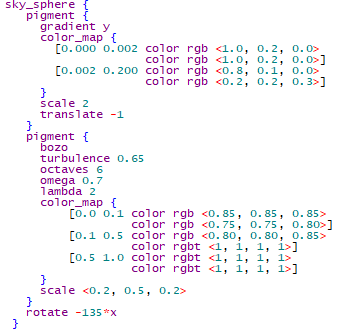 sky_sphere {
pigment {
gradient y
color_map {
[0.000 0.002 color rgb <1.0, 0.2, 0.0>
color rgb <1.0, 0.2, 0.0>]
[0.002 0.200 color rgb <0.8, 0.1, 0.0>
color rgb <0.2, 0.2, 0.3>]
}
scale 2
translate -1
}
pigment {
bozo
turbulence 0.65
octaves 6
omega 0.7
lambda 2
color_map {
[0.0 0.1 color rgb <0.85, 0.85, 0.85>
color rgb <0.75, 0.75, 0.80>]
[0.1 0.5 color rgb <0.80, 0.80, 0.85>
color rgbt <1, 1, 1, 1>]
[0.5 1.0 color rgbt <1, 1, 1, 1>
color rgbt <1, 1, 1, 1>]
}
scale <0.2, 0.5, 0.2>
}
rotate -135*x
}